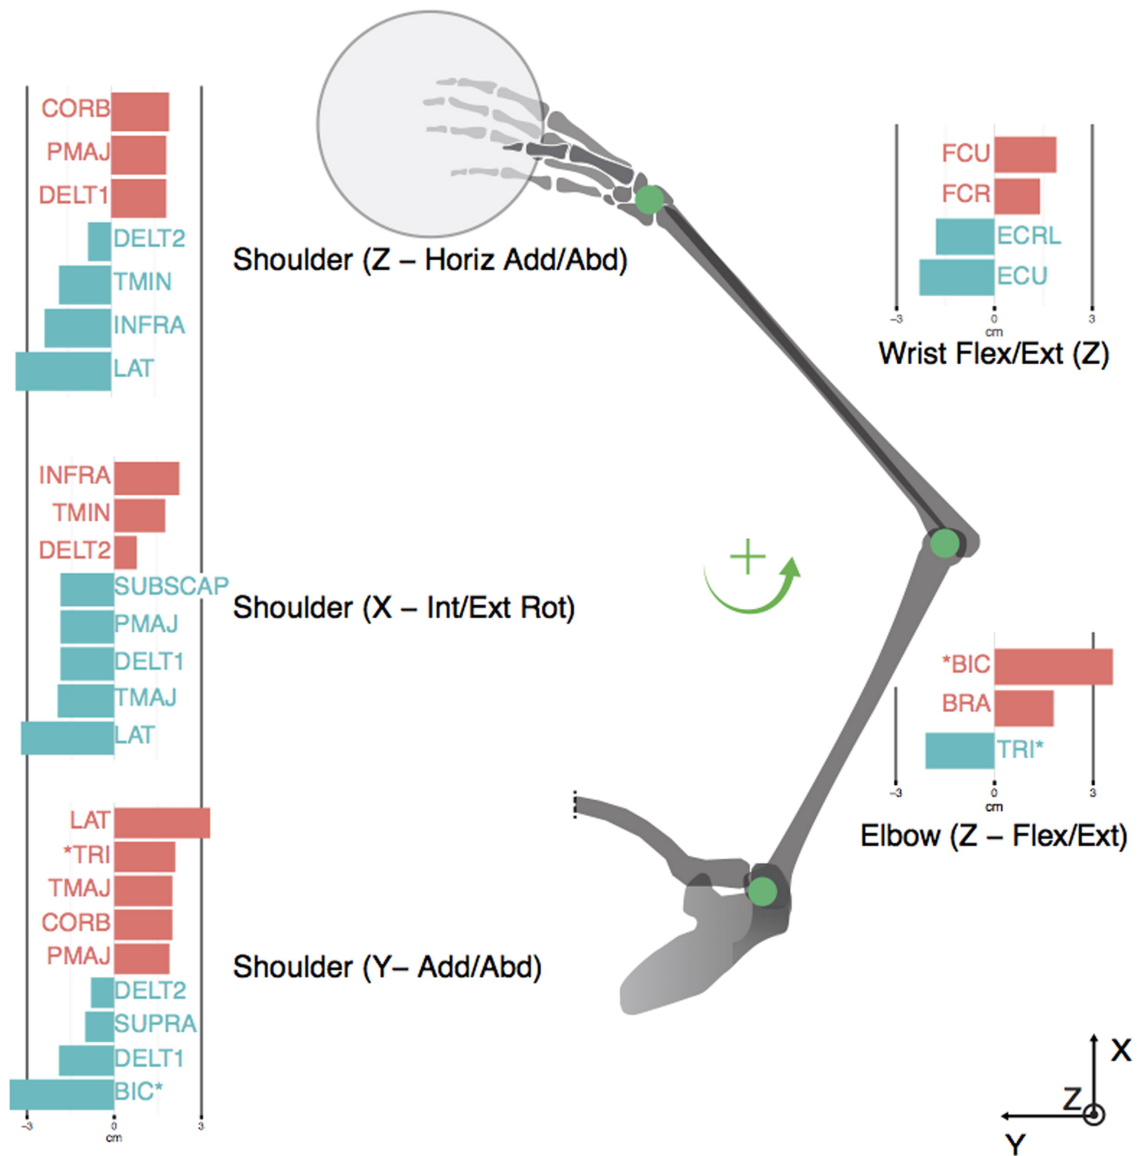 CORB
PMAJ
DELT1
DELT2
TMIN
INFRA
LAT
Shoulder (Z – Horiz Add/Abd)
FCU
FCR
ECRL
ECU
-3 0 3
cm
Wrist Flex/Ext (Z)
INFRA
TMIN
DELT2
SUBSCAP
PMAJ
DELT1
TMAJ
LAT
Shoulder (X – Int/Ext Rot)
+
*BIC
BRA
TRI*
-3 0 3
cm
Elbow (Z – Flex/Ext)
LAT
*TRI
TMAJ
CORB
PMAJ
DELT2
SUPRA
DELT1
BIC*
-3 0 3
cm
Shoulder (Y– Add/Abd)
X
Z
Y